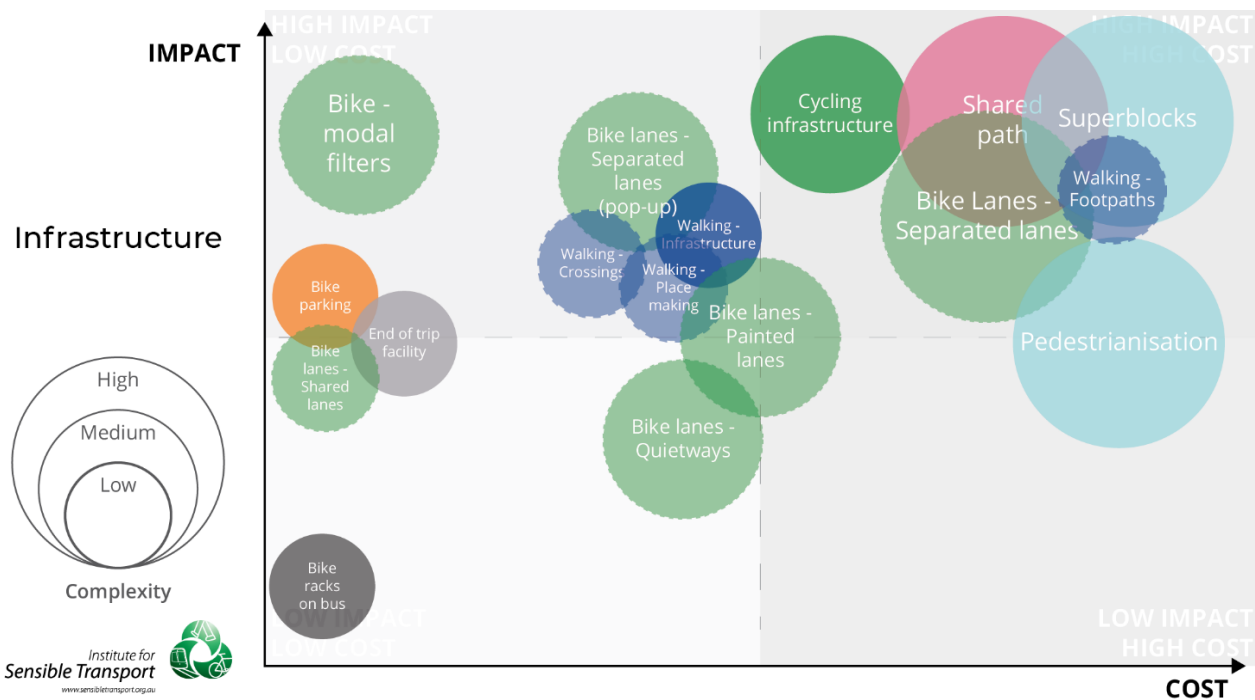 HIGH IMPACT
LOW COST
HIGH IMPACT
HIGH COST
IMPACT
Bike -
modal
filters
Bike lanes -
Separated
lanes
(pop-up)
Cycling
infrastructure
Shared
path
Superblocks
Walking -
Footpaths
Bike Lanes -
Separated lanes
Walking -
Infrastructure
Walking -
Crossings
Walking -
Place
making
Infrastructure
Bike
parking
End of trip
facility
Bike
lanes -
Shared
lanes
Bike lanes -
Painted
lanes
Pedestrianisation
Bike lanes -
Quietways
High
Medium
Low
Complexity
Bike
racks
on bus
LOW IMPACT
LOW COST
LOW IMPACT
HIGH COST
COST
Institute for
Sensible Transport
www.sensibletransport.org.au